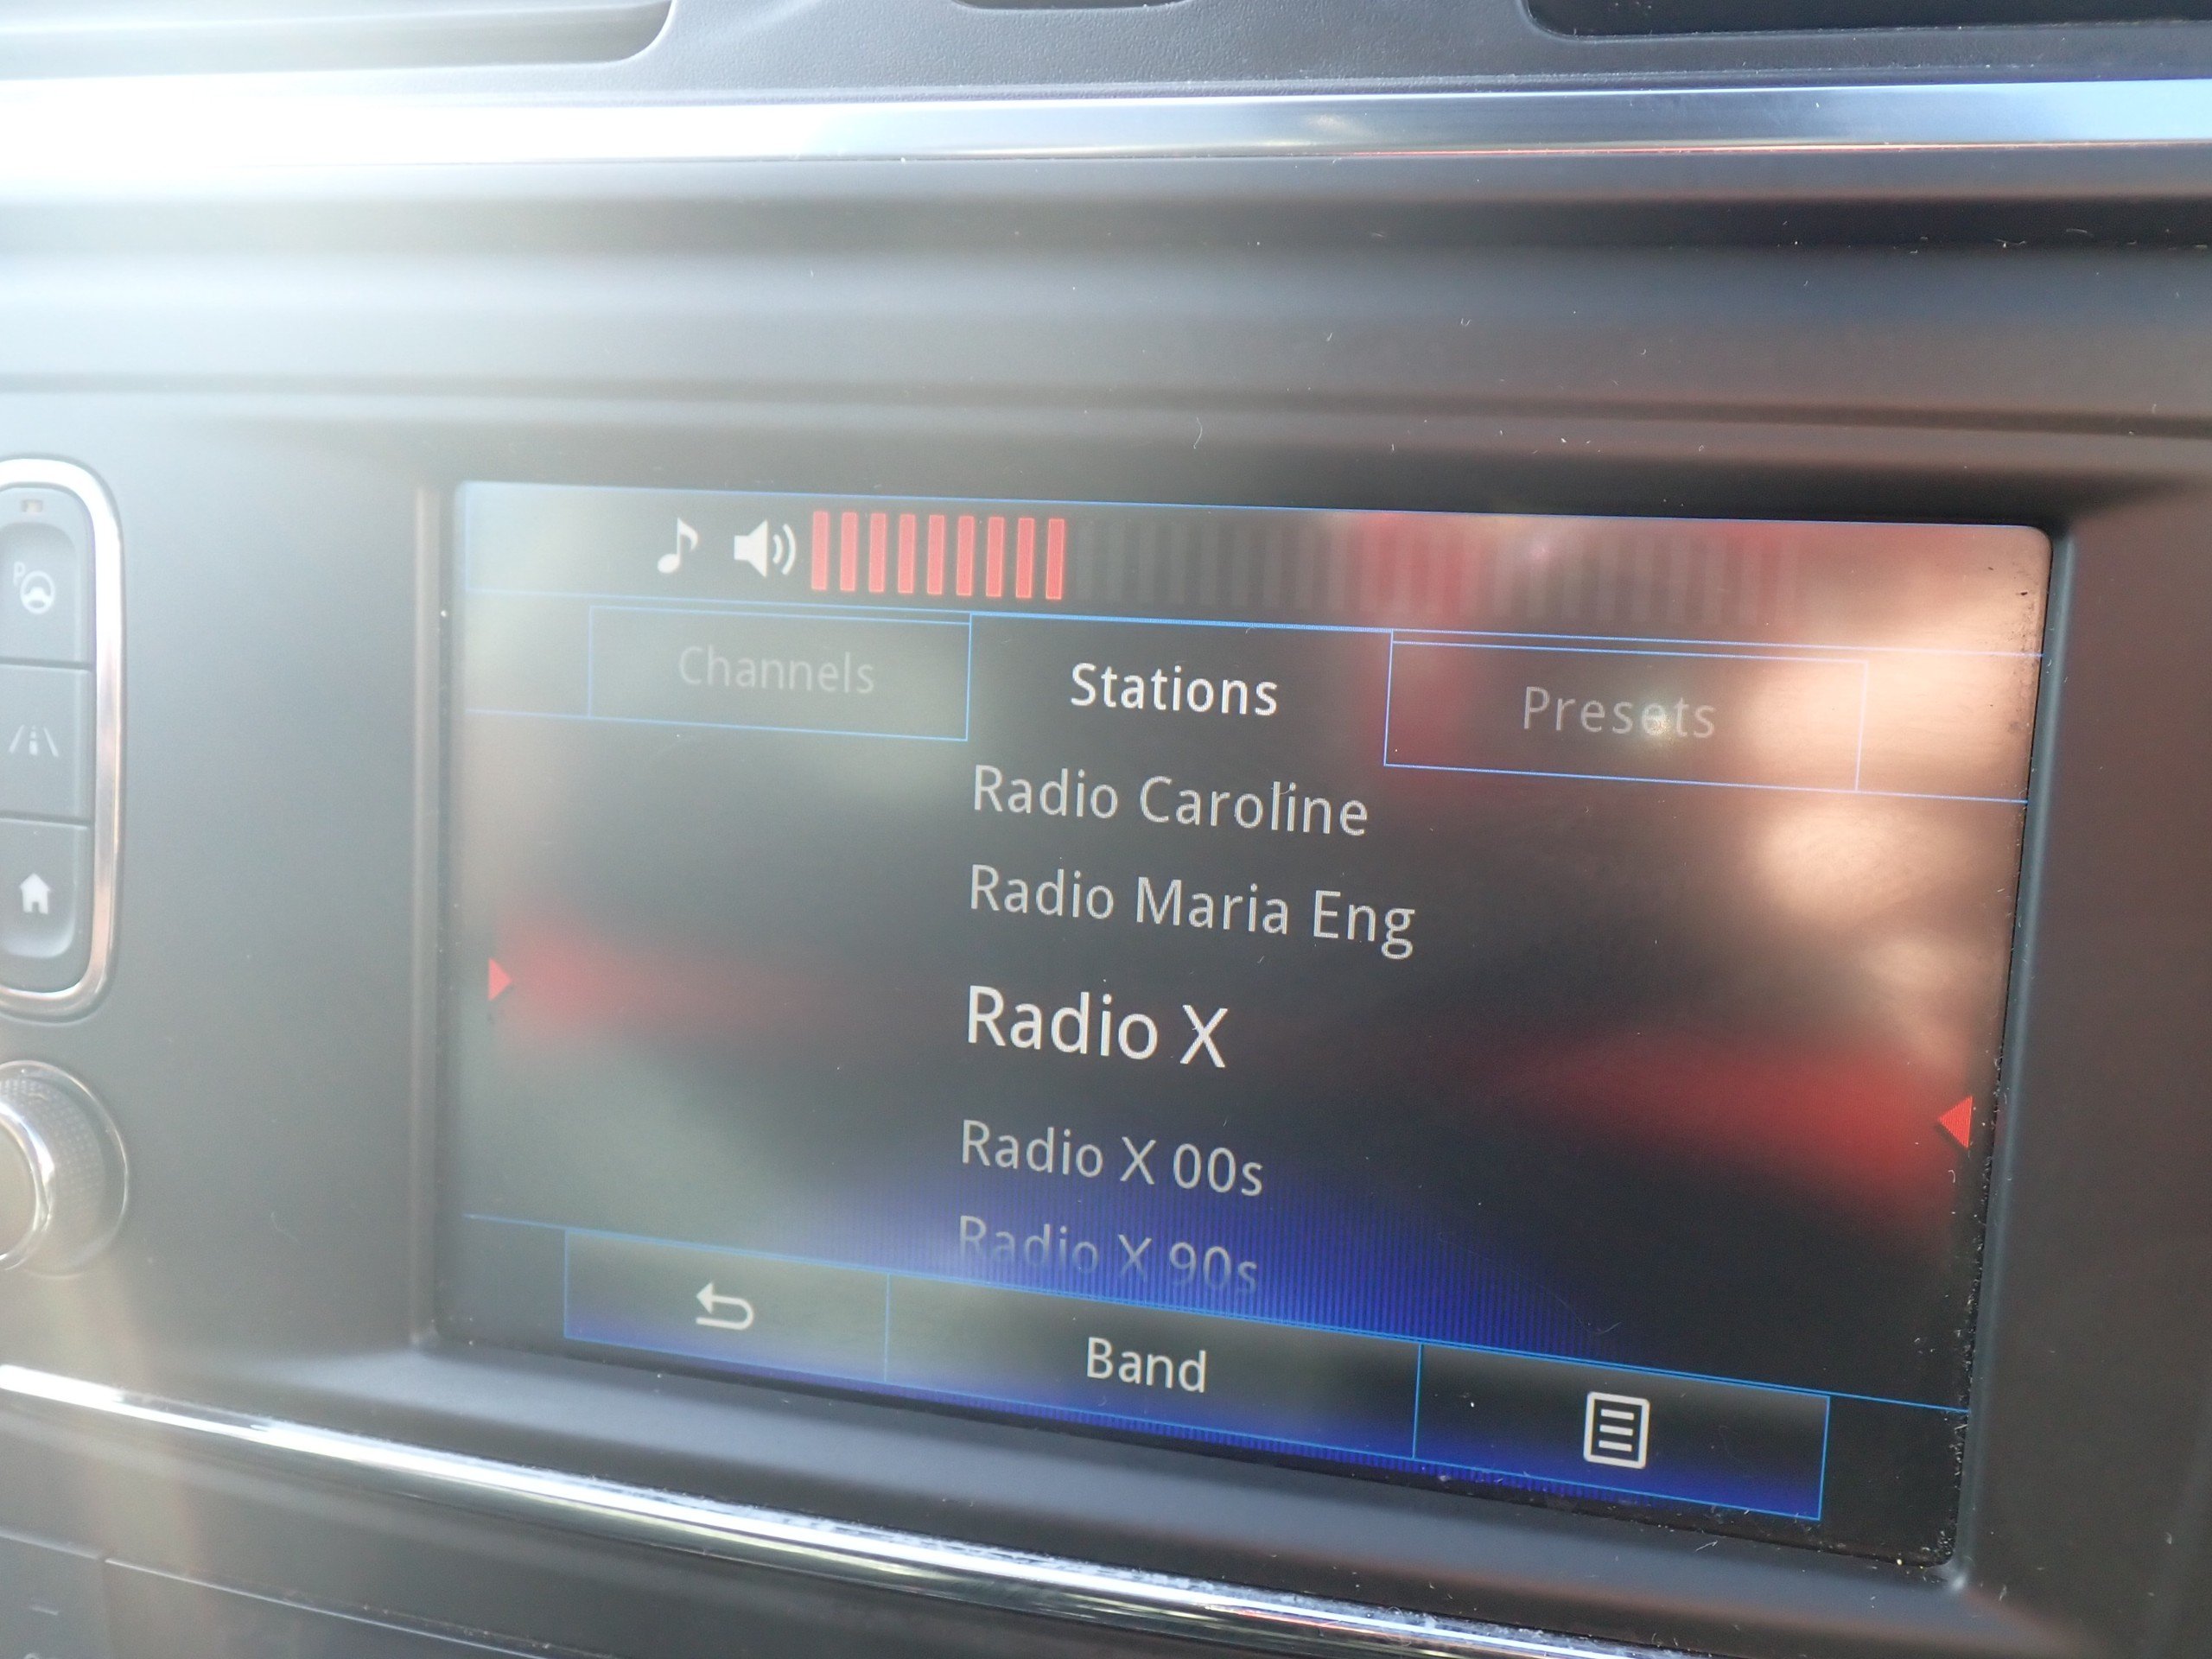 Channels
Stations
Presets
Radio Caroline
Radio Maria Eng
Radio X
Radio X 00s
Radio X 90s
Band
P